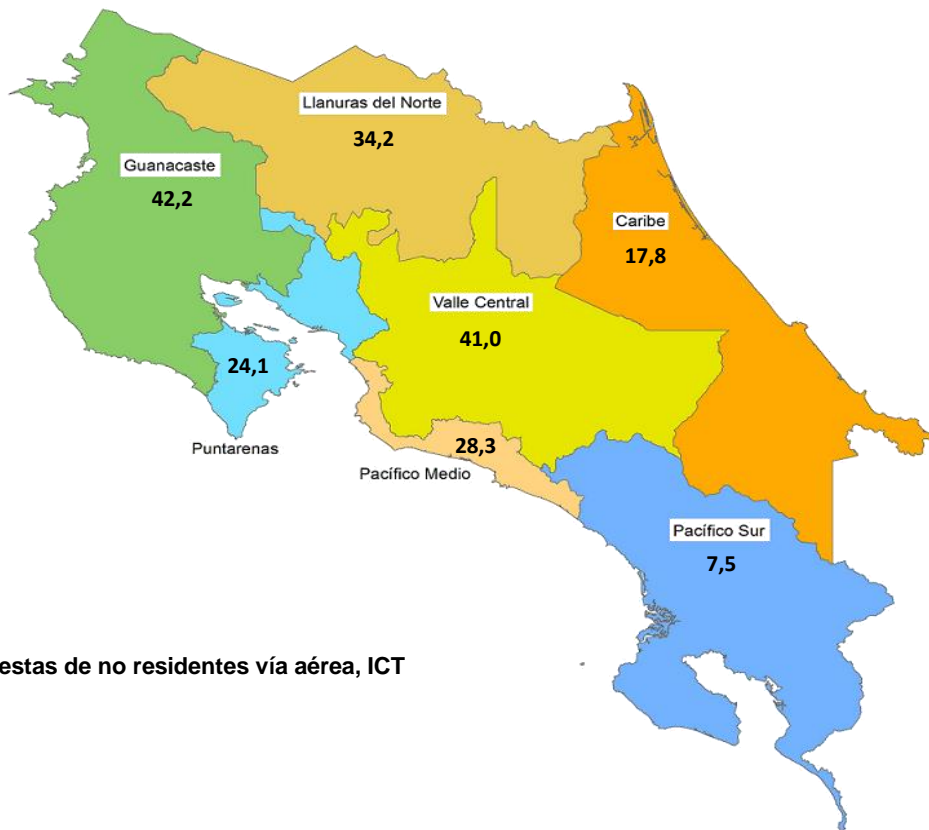 Llanuras del Norte
34,2
Guanacaste
42,2
Caribe
17,8
Valle Central
41,0
24,1
Puntarenas
28,3
Pacífico Medio
Pacífico Sur
7,5
estas de no residentes vía aérea, ICT